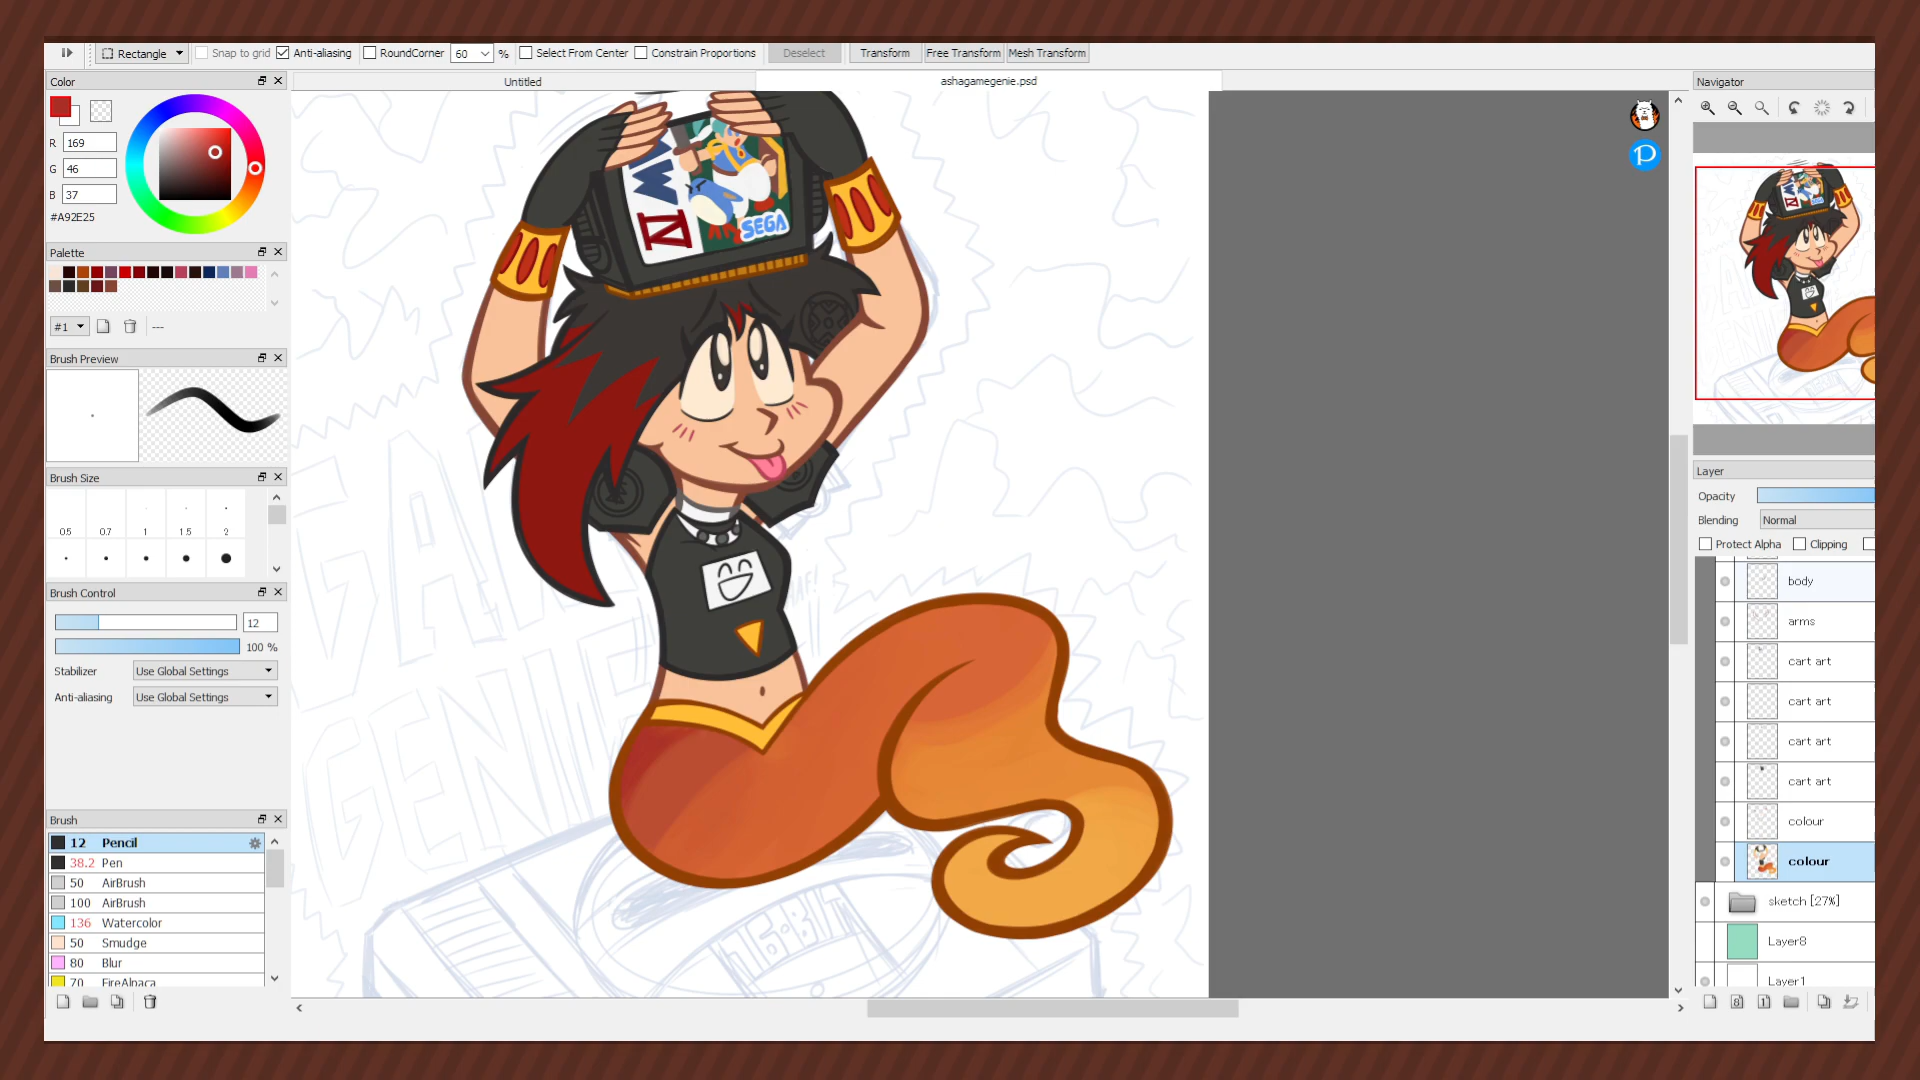 Rectangle
Snap to grid
Anti-aliasing
RoundCorner
60
%
Select From Center
Constrain Proportions
Deselect
Transform
Free Transform
Mesh Transform
Color
Untitled
ashagamegenie.psd
Navigator
R 169
G 46
B 37
#A92E25
Palette
#1
---
Brush Preview
Brush Size
0.5 0.7 1 1.5 2
Brush Control
12
100 %
Stabilizer Use Global Settings
Anti-aliasing Use Global Settings
Brush
12 Pencil
38.2 Pen
50 AirBrush
100 AirBrush
136 Watercolor
50 Smudge
80 Blur
70 FireAlpaca
W
IV
SEGA
GAME
GENIE
16-BIT
Layer
Opacity
Blending Normal
Protect Alpha
Clipping
body
arms
cart art
cart art
cart art
cart art
colour
colour
sketch [27%]
Layer8
Layer1